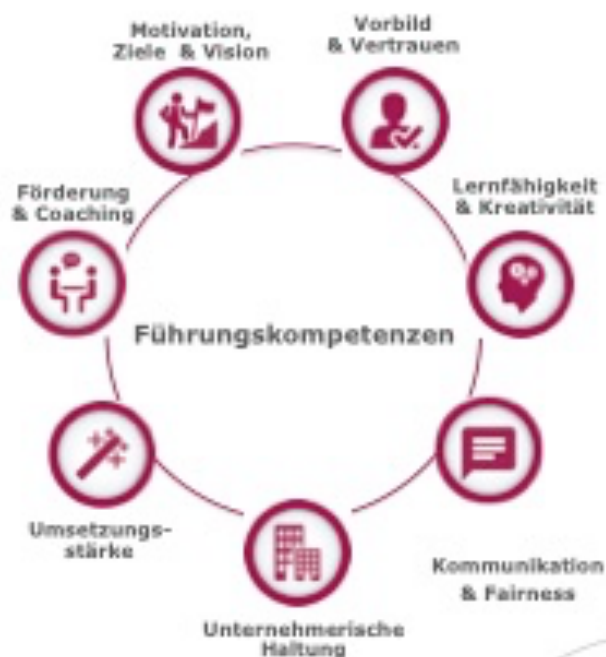 Motivation,
Ziele & Vision
Vorbild
& Vertrauen
Lernfähigkeit
& Kreativität
Förderung
& Coaching
Führungskompetenzen
Umsetzungs-
stärke
Kommunikation
& Fairness
Unternehmerische
Haltung